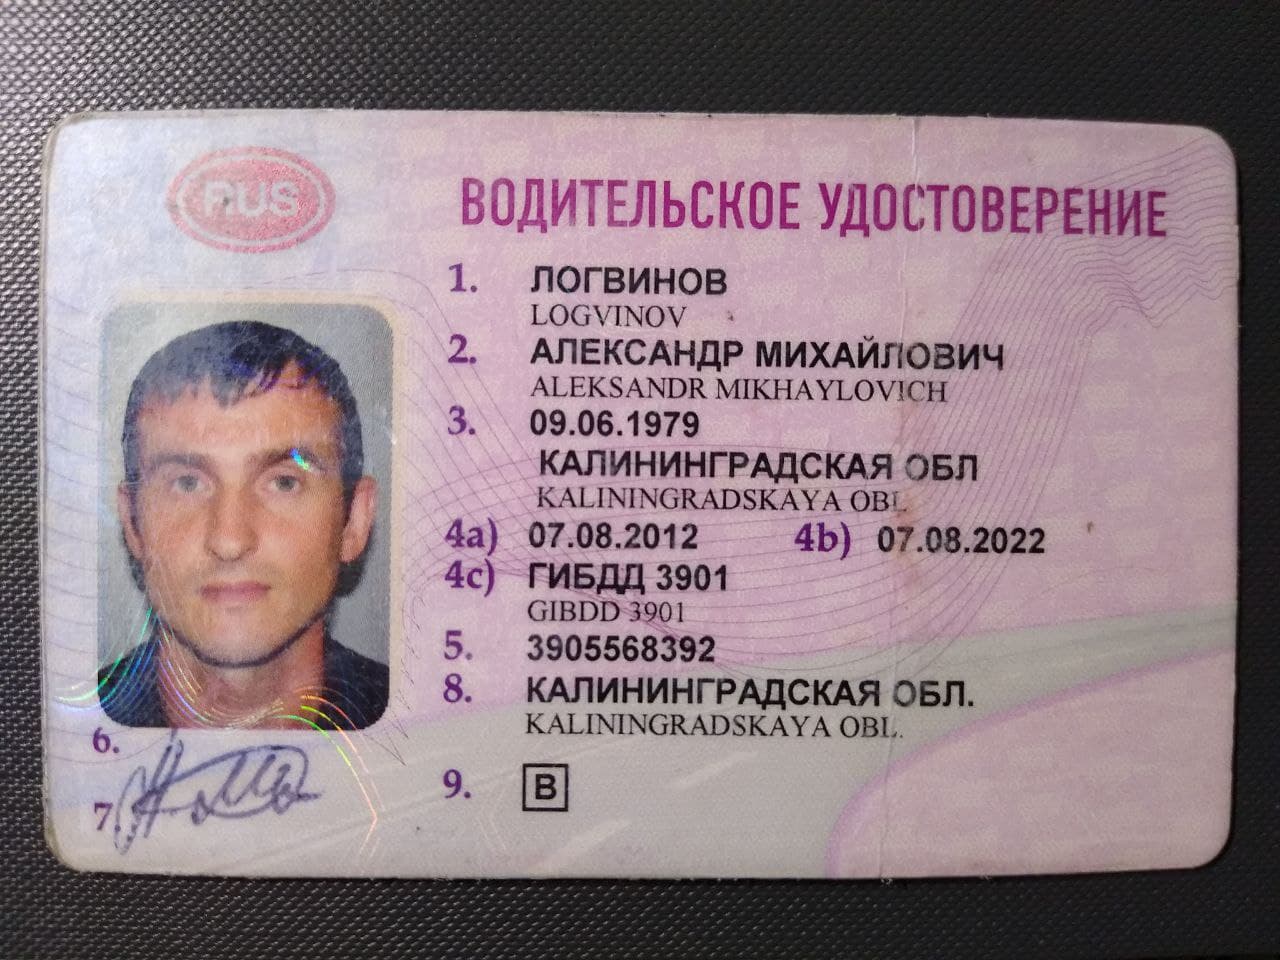 RUS
ВОДИТЕЛЬСКОЕ УДОСТОВЕРЕНИЕ
1. ЛОГВИНОВ
LOGVINOV
2. АЛЕКСАНДР МИХАЙЛОВИЧ
ALEKSANDR MIKHAYLOVICH
3. 09.06.1979
КАЛИНИНГРАДСКАЯ ОБЛ
KALININGRADSKAYA OBL
4a) 07.08.2012 4b) 07.08.2022
4c) ГИБДД 3901
GIBDD 3901
5. 3905568392
8. КАЛИНИНГРАДСКАЯ ОБЛ.
KALININGRADSKAYA OBL.
6.
7.
9. B